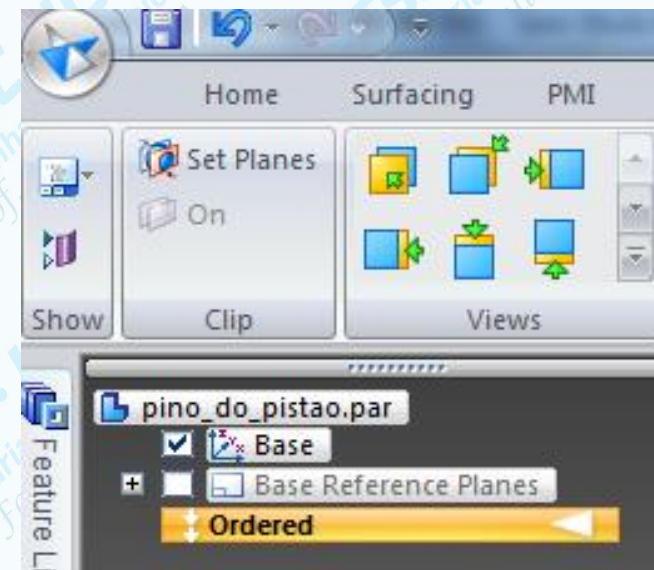 Home Surfacing PMI
Set Planes
On
Show Clip Views
pino_do_pistao.par
Base
Base Reference Planes
Ordered
Feature L